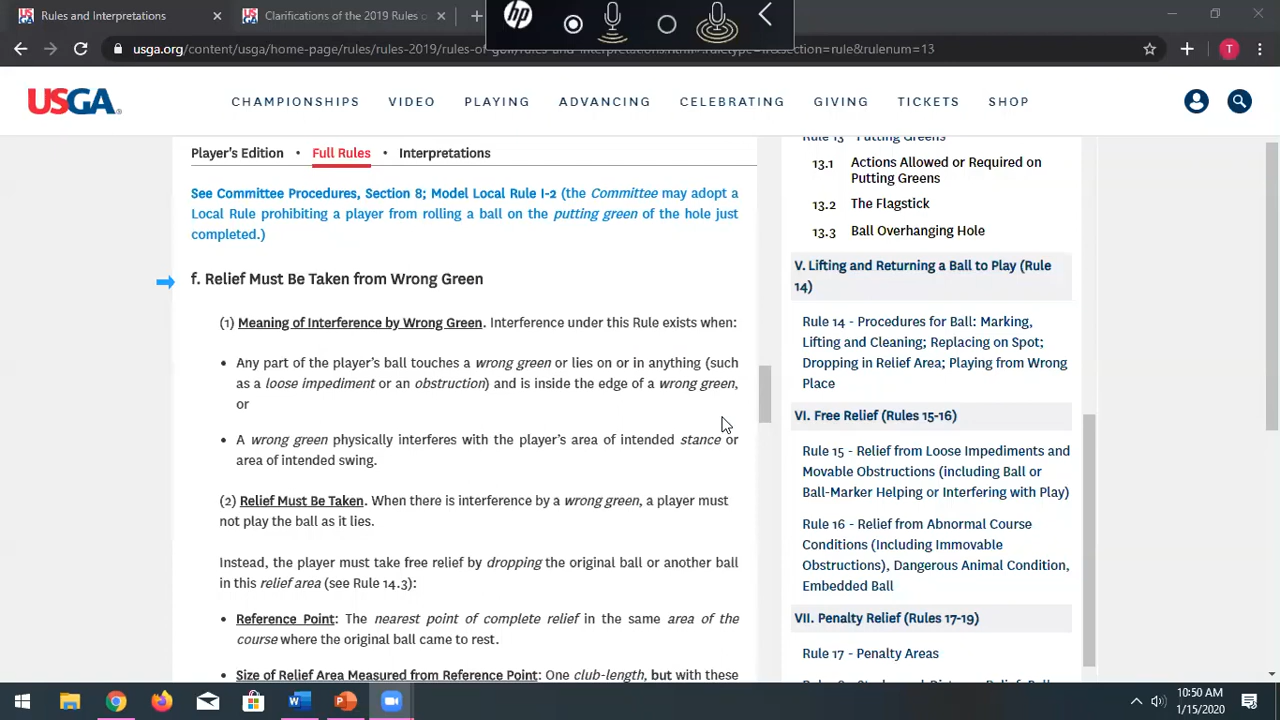 Rules and Interpretations
Clarifications of the 2019 Rules o
hp
usga.org/content/usga/home-page/rules/rules-2019/rules-of-golf/rules-and-interpretations.html#
section=rule&rulenum=13
T
USGA
CHAMPIONSHIPS VIDEO PLAYING ADVANCING CELEBRATING GIVING TICKETS SHOP
Player's Edition • Full Rules • Interpretations
See Committee Procedures, Section 8; Model Local Rule I-2 (the Committee may adopt a
Local Rule prohibiting a player from rolling a ball on the putting green of the hole just
completed.)
f. Relief Must Be Taken from Wrong Green
(1) Meaning of Interference by Wrong Green. Interference under this Rule exists when:
• Any part of the player's ball touches a wrong green or lies on or in anything (such
as a loose impediment or an obstruction) and is inside the edge of a wrong green,
or
• A wrong green physically interferes with the player's area of intended stance or
area of intended swing.
(2) Relief Must Be Taken. When there is interference by a wrong green, a player must
not play the ball as it lies.
Instead, the player must take free relief by dropping the original ball or another ball
in this relief area (see Rule 14.3):
• Reference Point: The nearest point of complete relief in the same area of the
course where the original ball came to rest.
• Size of Relief Area Measured from Reference Point: One club-length, but with these
Rule 13 - Putting Greens
13.1 Actions Allowed or Required on
Putting Greens
13.2 The Flagstick
13.3 Ball Overhanging Hole
V. Lifting and Returning a Ball to Play (Rule
14)
Rule 14 - Procedures for Ball: Marking,
Lifting and Cleaning; Replacing on Spot;
Dropping in Relief Area; Playing from Wrong
Place
VI. Free Relief (Rules 15-16)
Rule 15 - Relief from Loose Impediments and
Movable Obstructions (including Ball or
Ball-Marker Helping or Interfering with Play)
Rule 16 - Relief from Abnormal Course
Conditions (Including Immovable
Obstructions), Dangerous Animal Condition,
Embedded Ball
VII. Penalty Relief (Rules 17-19)
Rule 17 - Penalty Areas
10:50 AM
1/15/2020